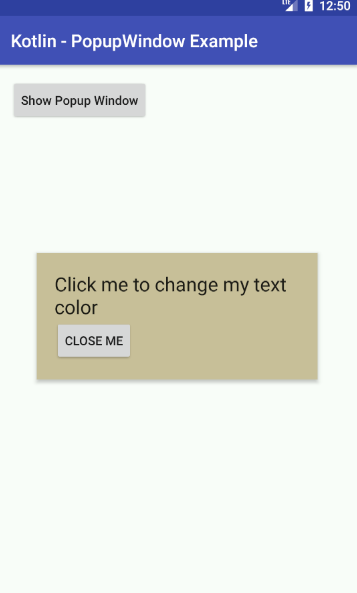 12:50
Kotlin - PopupWindow Example
Show Popup Window
Click me to change my text
color
CLOSE ME